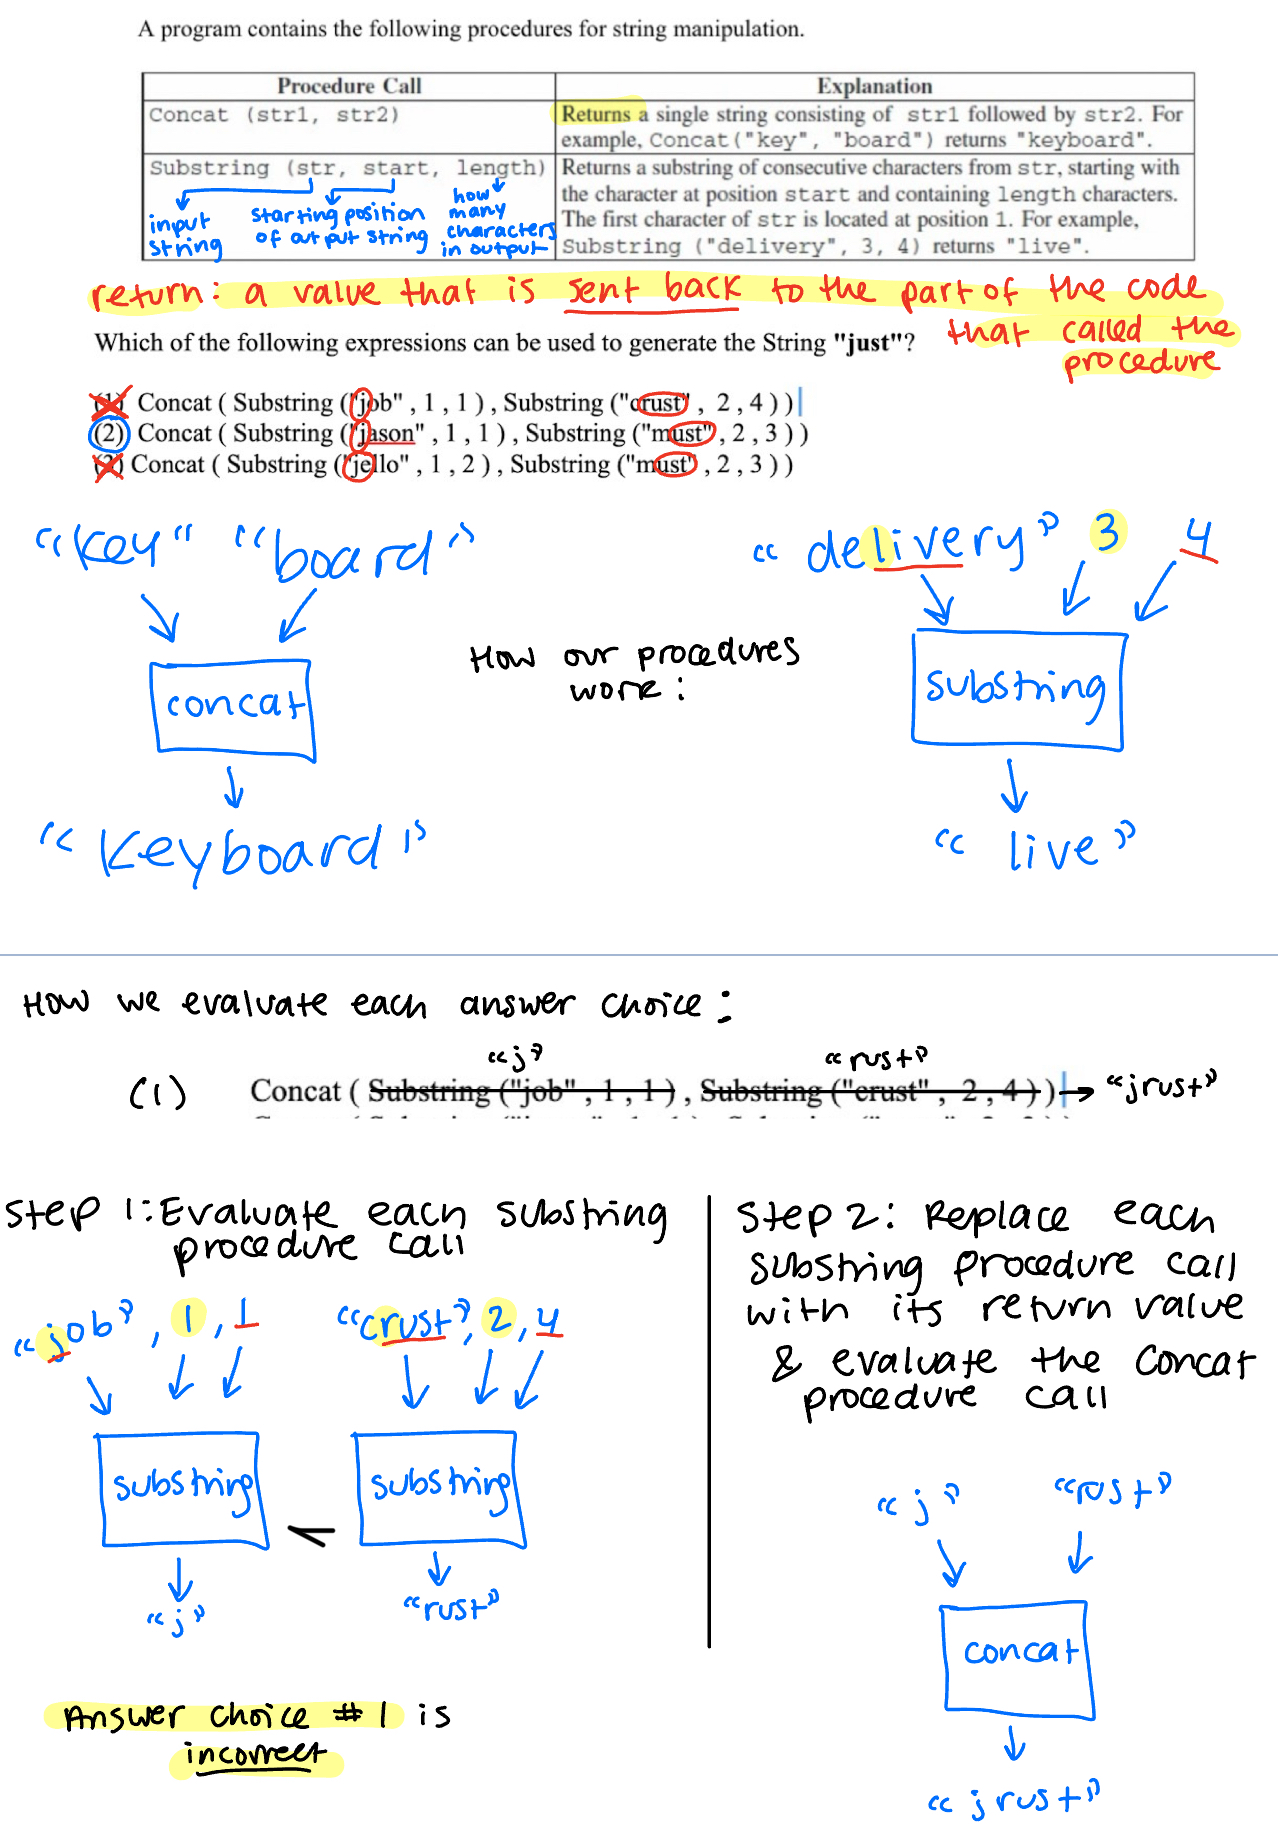 A program contains the following procedures for string manipulation.
Procedure Call Explanation
Concat (str1, str2)
Returns a single string consisting of str1 followed by str2. For
example, Concat("key", "board") returns "keyboard".
Substring (str, start, length)
input
string
starting position
of output string
how
many
characters
in output
Returns a substring of consecutive characters from str, starting with
the character at position start and containing length characters.
The first character of str is located at position 1. For example,
Substring ("delivery", 3, 4) returns "live".
return: a value that is sent back to the part of the code
that called the
procedure
Which of the following expressions can be used to generate the String "just"?
(1) Concat ( Substring ("job" , 1 , 1 ) , Substring ("crust" , 2 , 4 ) )
(2) Concat ( Substring ("jason" , 1 , 1 ) , Substring ("must" , 2 , 3 ) )
(3) Concat ( Substring ("jello" , 1 , 2 ) , Substring ("must" , 2 , 3 ) )
"key" "board"
concat
"Keyboard"
How our procedures
work:
"delivery" 3 4
substring
"live"
How we evaluate each answer choice:
"j" "rust"
(1) Concat ( Substring ("job" , 1 , 1 ) , Substring ("crust" , 2 , 4 ) ) → "jrust"
Step 1: Evaluate each substring
procedure call
"job", 1, 1 "crust", 2, 4
substring substring
"j" "rust"
Answer choice #1 is
incorrect
Step 2: Replace each
substring procedure call
with its return value
& evaluate the concat
procedure call
"j" "rust"
concat
"jrust"